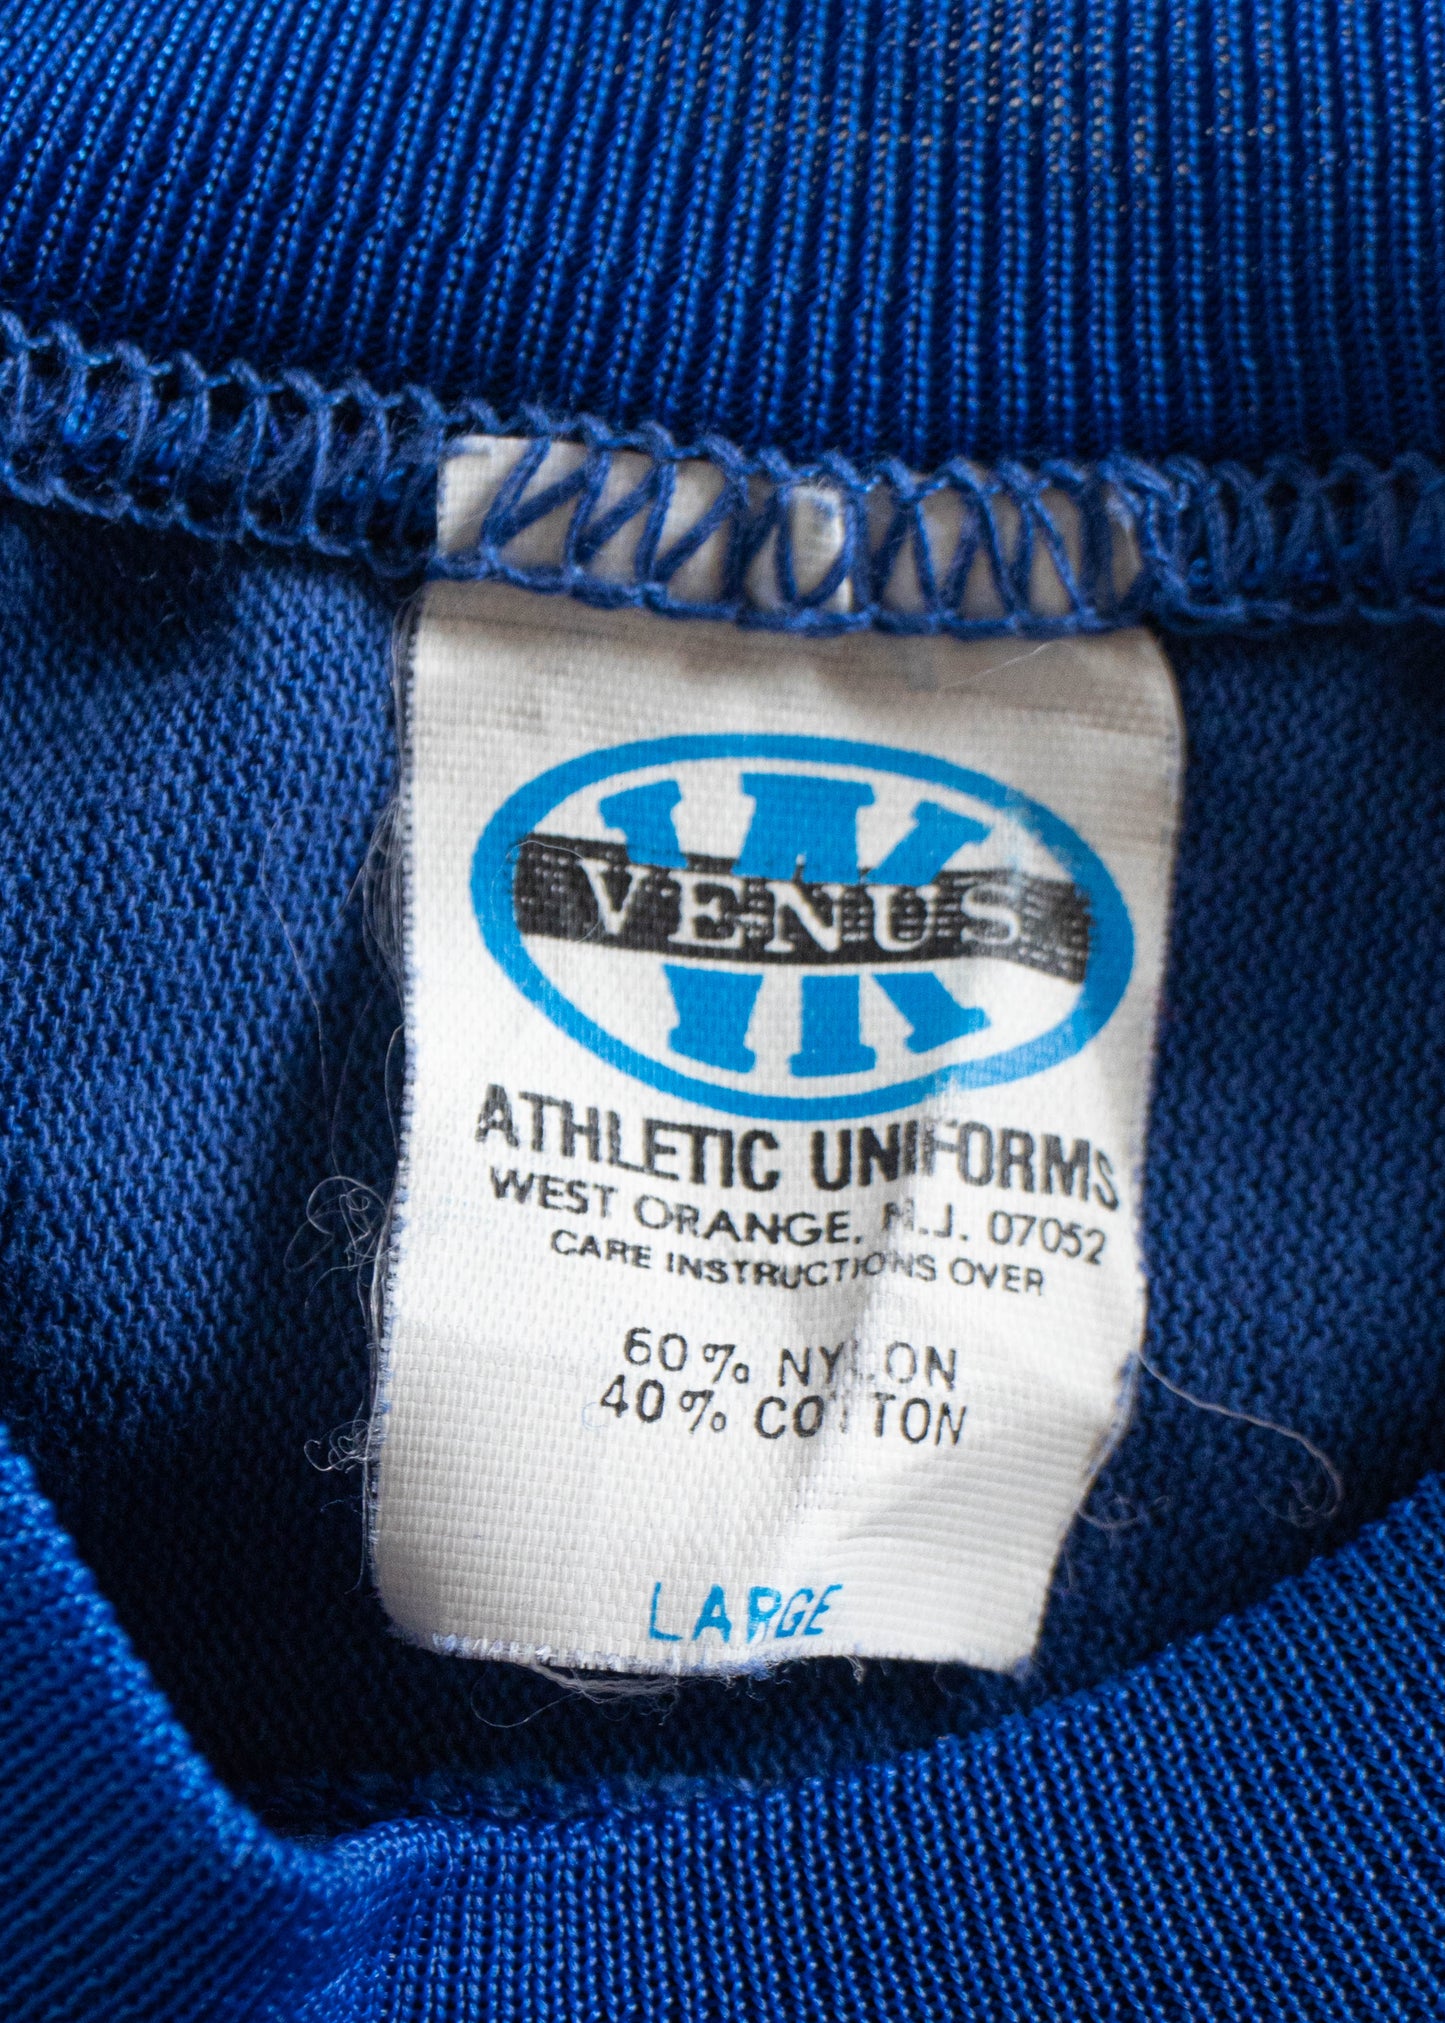 VENUS
ATHLETIC UNIFORMS
WEST ORANGE, N.J. 07052
CARE INSTRUCTIONS OVER
60% NYLON
40% COTTON
LARGE